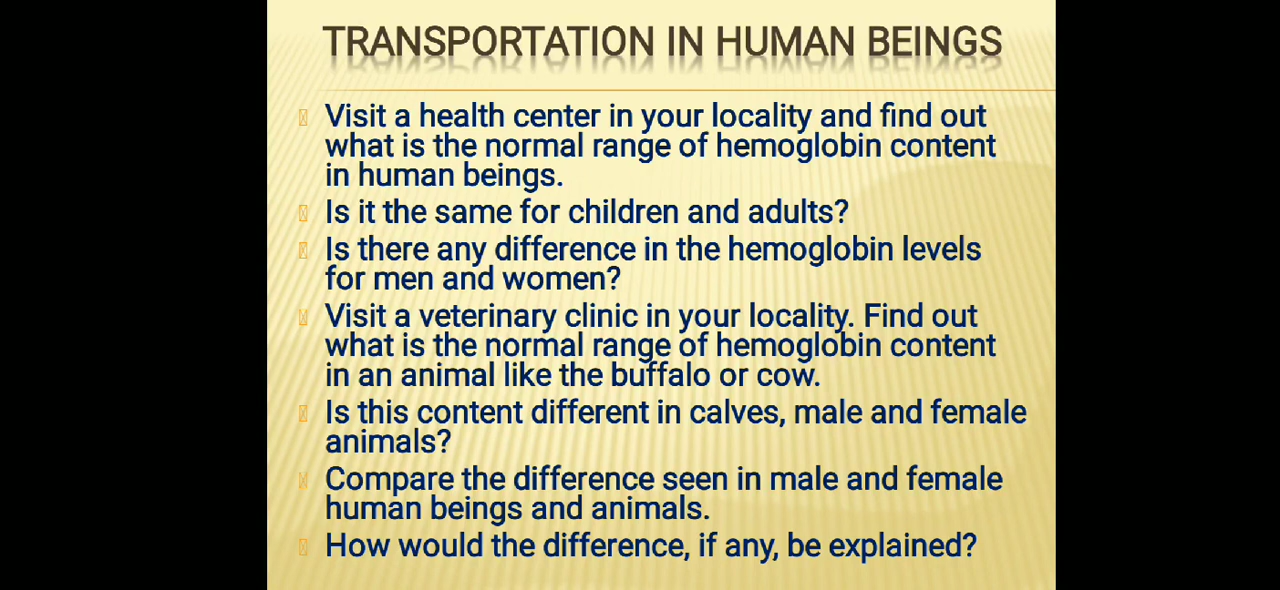 TRANSPORTATION IN HUMAN BEINGS
Visit a health center in your locality and find out
what is the normal range of hemoglobin content
in human beings.
Is it the same for children and adults?
Is there any difference in the hemoglobin levels
for men and women?
Visit a veterinary clinic in your locality. Find out
what is the normal range of hemoglobin content
in an animal like the buffalo or cow.
Is this content different in calves, male and female
animals?
Compare the difference seen in male and female
human beings and animals.
How would the difference, if any, be explained?